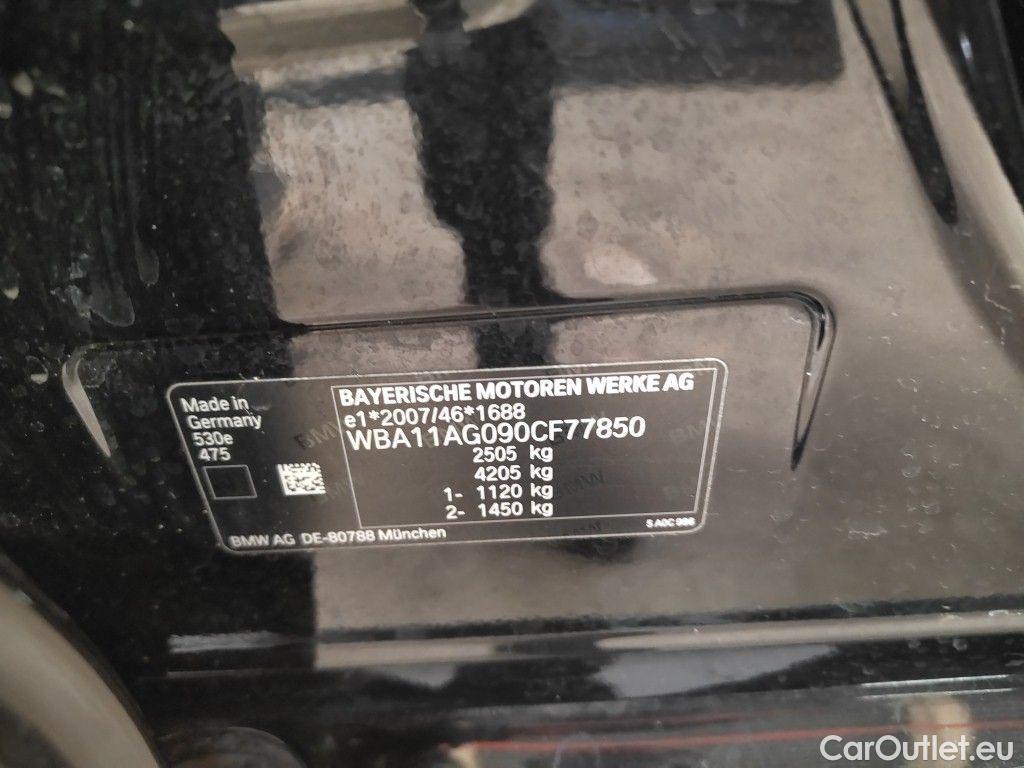 BAYERISCHE MOTOREN WERKE AG
e1*2007/46*1688
WBA11AG090CF77850
2505 kg
4205 kg
1- 1120 kg
2- 1450 kg
Made in
Germany
530e
475
BMW AG DE-80788 München
CarOutlet.eu